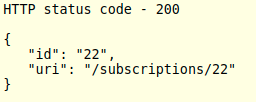 HTTP status code - 200
{
"id": "22",
"uri": "/subscriptions/22"
}